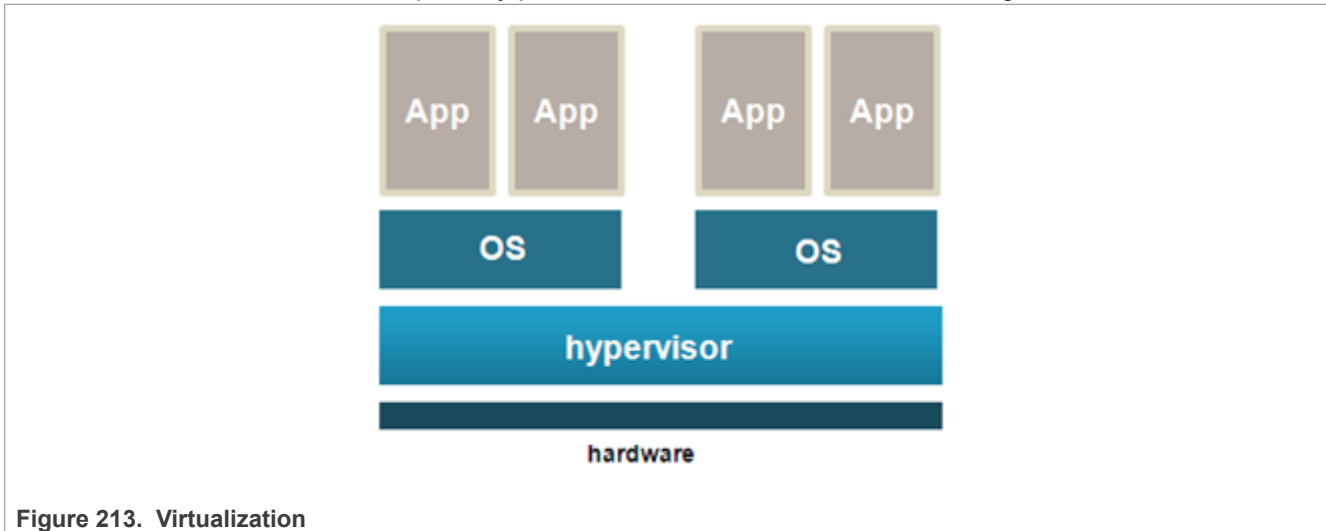 App App App App
OS OS
hypervisor
hardware
Figure 213. Virtualization